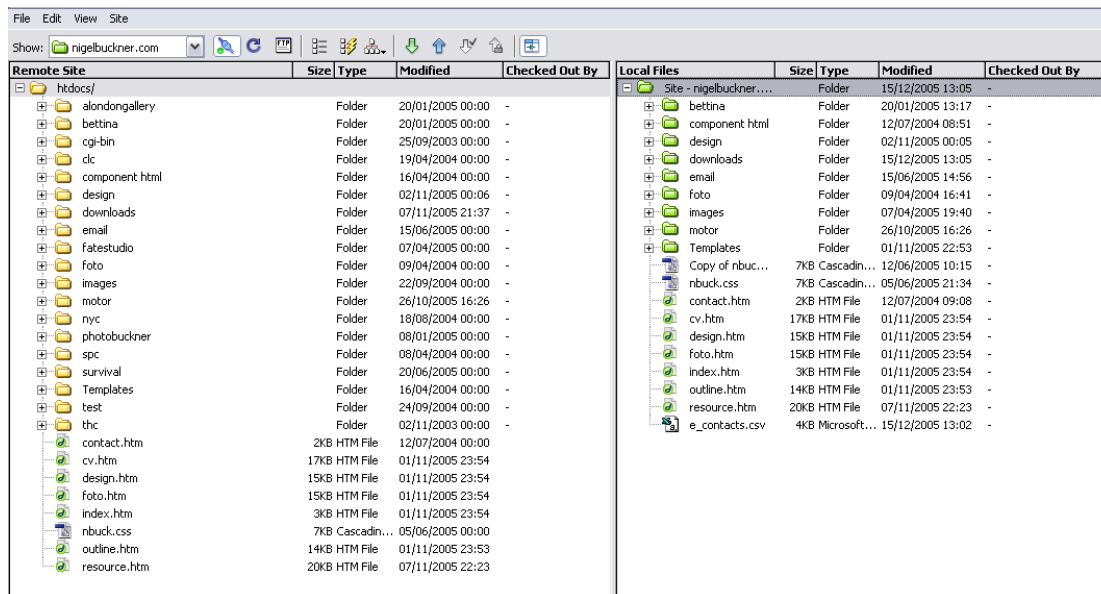 File Edit View Site
Show: nigelbuckner.com FTP
Remote Site Size Type Modified Checked Out By
htdocs/
alondongallery Folder 20/01/2005 00:00 -
bettina Folder 20/01/2005 00:00 -
cgi-bin Folder 25/09/2003 00:00 -
clc Folder 19/04/2004 00:00 -
component html Folder 16/04/2004 00:00 -
design Folder 02/11/2005 00:06 -
downloads Folder 07/11/2005 21:37 -
email Folder 15/06/2005 00:00 -
fatestudio Folder 07/04/2005 00:00 -
foto Folder 09/04/2004 00:00 -
images Folder 22/09/2004 00:00 -
motor Folder 26/10/2005 16:26 -
nyc Folder 18/08/2004 00:00 -
photobuckner Folder 08/01/2005 00:00 -
spc Folder 08/04/2004 00:00 -
survival Folder 20/06/2005 00:00 -
Templates Folder 16/04/2004 00:00 -
test Folder 24/09/2004 00:00 -
thc Folder 02/11/2003 00:00 -
contact.htm 2KB HTM File 12/07/2004 00:00
cv.htm 17KB HTM File 01/11/2005 23:54
design.htm 15KB HTM File 01/11/2005 23:54
foto.htm 15KB HTM File 01/11/2005 23:54
index.htm 3KB HTM File 01/11/2005 23:54
nbuck.css 7KB Cascadin... 05/06/2005 00:00
outline.htm 14KB HTM File 01/11/2005 23:53
resource.htm 20KB HTM File 07/11/2005 22:23
Local Files Size Type Modified Checked Out By
Site - nigelbuckner.... Folder 15/12/2005 13:05 -
bettina Folder 20/01/2005 13:17 -
component html Folder 12/07/2004 08:51 -
design Folder 02/11/2005 00:05 -
downloads Folder 15/12/2005 13:05 -
email Folder 15/06/2005 14:56 -
foto Folder 09/04/2004 16:41 -
images Folder 07/04/2005 19:40 -
motor Folder 26/10/2005 16:26 -
Templates Folder 01/11/2005 22:53 -
Copy of nbuc... 7KB Cascadin... 12/06/2005 10:15 -
nbuck.css 7KB Cascadin... 05/06/2005 21:34 -
contact.htm 2KB HTM File 12/07/2004 09:08 -
cv.htm 17KB HTM File 01/11/2005 23:54 -
design.htm 15KB HTM File 01/11/2005 23:54 -
foto.htm 15KB HTM File 01/11/2005 23:54 -
index.htm 3KB HTM File 01/11/2005 23:54 -
outline.htm 14KB HTM File 01/11/2005 23:53 -
resource.htm 20KB HTM File 07/11/2005 22:23 -
e_contacts.csv 4KB Microsoft... 15/12/2005 13:02 -